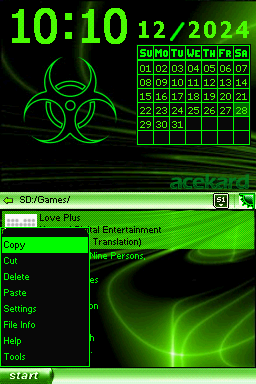 10:10
12/2024
Su Mo Tu We Th Fr Sa
01 02 03 04 05 06 07
08 09 10 11 12 13 14
15 16 17 18 19 20 21
22 23 24 25 26 27 28
29 30 31
acekard
SD:/Games/
Love Plus
Digital Entertainment
Translation)
Copy
Nine Persons,
Cut
Delete
Paste
Settings
File Info
Help
Tools
start